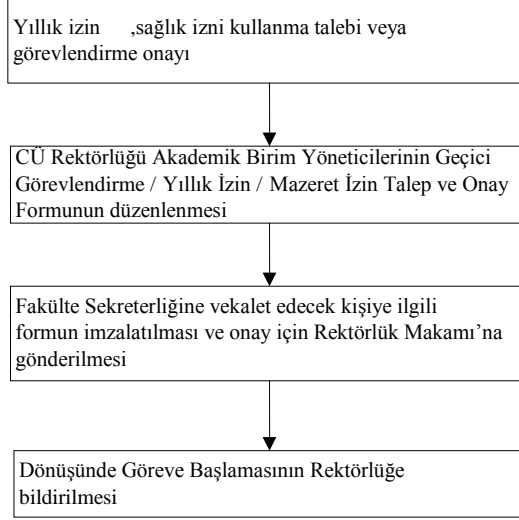 Yıllık izin ,sağlık izni kullanma talebi veya
görevlendirme onayı
CÜ Rektörlüğü Akademik Birim Yöneticilerinin Geçici
Görevlendirme / Yıllık İzin / Mazeret İzin Talep ve Onay
Formunun düzenlenmesi
Fakülte Sekreterliğine vekalet edecek kişiye ilgili
formun imzalatılması ve onay için Rektörlük Makamı’na
gönderilmesi
Dönüşünde Göreve Başlamasının Rektörlüğe
bildirilmesi